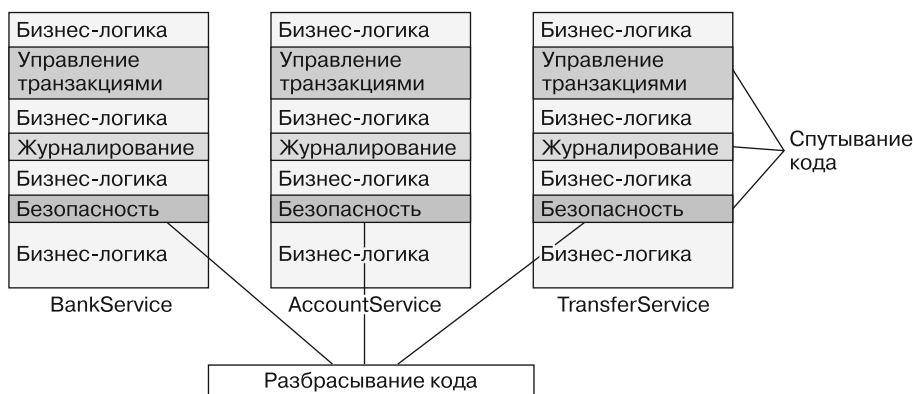 Бизнес-логика
Управление
транзакциями
Бизнес-логика
Журналирование
Бизнес-логика
Безопасность
Бизнес-логика
BankService
Бизнес-логика
Управление
транзакциями
Бизнес-логика
Журналирование
Бизнес-логика
Безопасность
Бизнес-логика
AccountService
Бизнес-логика
Управление
транзакциями
Бизнес-логика
Журналирование
Бизнес-логика
Безопасность
Бизнес-логика
TransferService
Спутывание
кода
Разбрасывание кода